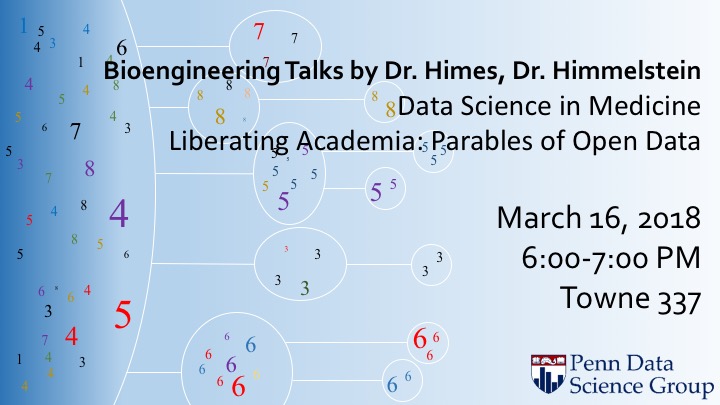 Bioengineering Talks by Dr. Himes, Dr. Himmelstein
Data Science in Medicine
Liberating Academia: Parables of Open Data
March 16, 2018
6:00-7:00 PM
Towne 337
Penn Data
Science Group